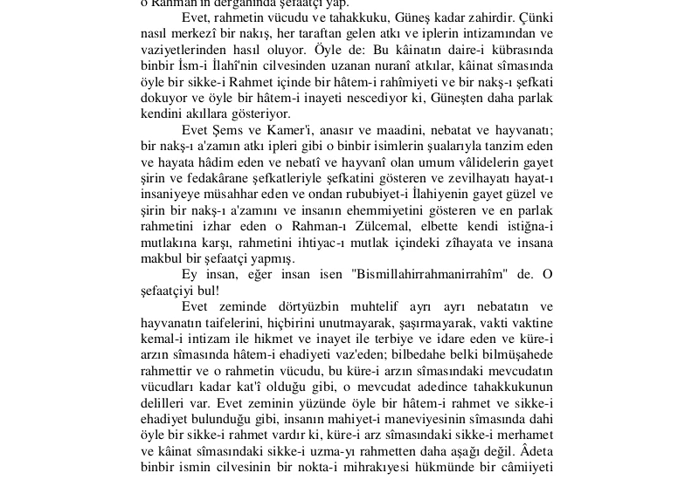 o Rahman'ın dergâhında şefaatçi yap.
Evet, rahmetin vücudu ve tahakkuku, Güneş kadar zahirdir. Çünki
nasıl merkezî bir nakış, her taraftan gelen atkı ve iplerin intizamından ve
vaziyetlerinden hasıl oluyor. Öyle de: Bu kâinatın daire-i kübrasında
binbir İsm-i İlahî'nin cilvesinden uzanan nuranî atkılar, kâinat sîmasında
öyle bir sikke-i Rahmet içinde bir hâtem-i rahîmiyeti ve bir nakş-ı şefkati
dokuyor ve öyle bir hâtem-i inayeti nescediyor ki, Güneşten daha parlak
kendini akıllara gösteriyor.
Evet Şems ve Kamer'i, anasır ve maadini, nebatat ve hayvanatı;
bir nakş-ı a'zamın atkı ipleri gibi o binbir isimlerin şualarıyla tanzim eden
ve hayata hâdim eden ve nebatî ve hayvanî olan umum vâlidelerin gayet
şirin ve fedakârane şefkatleriyle şefkatini gösteren ve zevilhayatı hayat-ı
insaniyeye müsahhar eden ve ondan rububiyet-i İlahiyenin gayet güzel ve
şirin bir nakş-ı a'zamını ve insanın ehemmiyetini gösteren ve en parlak
rahmetini izhar eden o Rahman-ı Zülcemal, elbette kendi istiğna-i
mutlakına karşı, rahmetini ihtiyac-ı mutlak içindeki zîhayata ve insana
makbul bir şefaatçi yapmış.
Ey insan, eğer insan isen "Bismillahirrahmanirrahîm" de. O
şefaatçiyi bul!
Evet zeminde dörtyüzbin muhtelif ayrı ayrı nebatatın ve
hayvanatın taifelerini, hiçbirini unutmayarak, şaşırmayarak, vakti vaktine
kemal-i intizam ile hikmet ve inayet ile terbiye ve idare eden ve küre-i
arzın sîmasında hâtem-i ehadiyeti vaz'eden; bilbedahe belki bilmüşahede
rahmettir ve o rahmetin vücudu, bu küre-i arzın sîmasındaki mevcudatın
vücudları kadar kat'î olduğu gibi, o mevcudat adedince tahakkukunun
delilleri var. Evet zeminin yüzünde öyle bir hâtem-i rahmet ve sikke-i
ehadiyet bulunduğu gibi, insanın mahiyet-i maneviyesinin sîmasında dahi
öyle bir sikke-i rahmet vardır ki, küre-i arz sîmasındaki sikke-i merhamet
ve kâinat sîmasındaki sikke-i uzma-yı rahmetten daha aşağı değil. Âdeta
binbir ismin cilvesinin bir nokta-i mihrakıyesi hükmünde bir câmiiyeti